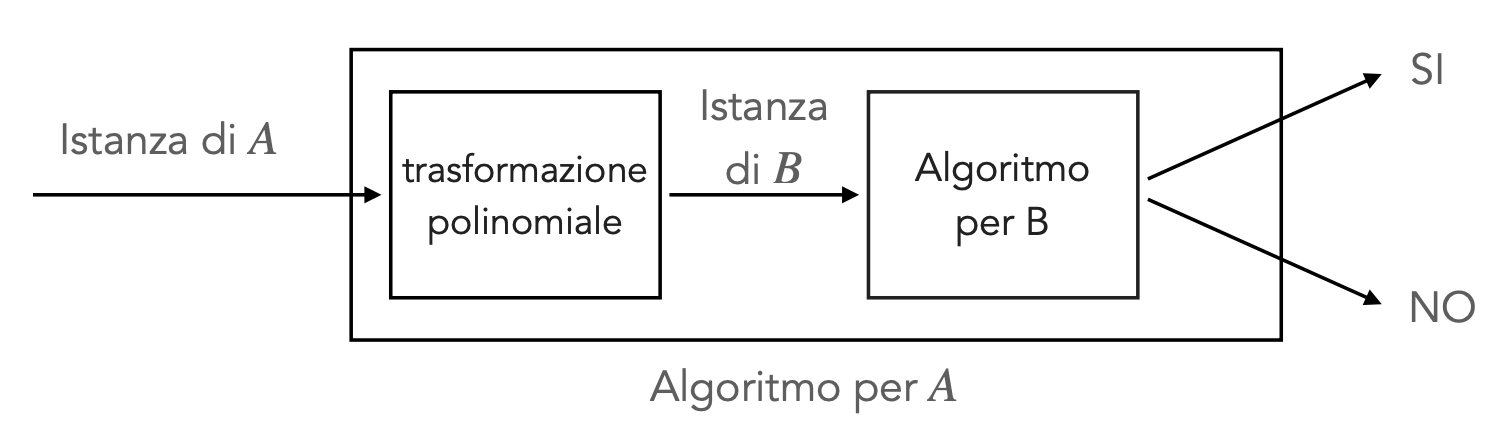 Istanza di A
trasformazione
polinomiale
Istanza
di B
Algoritmo
per B
SI
NO
Algoritmo per A